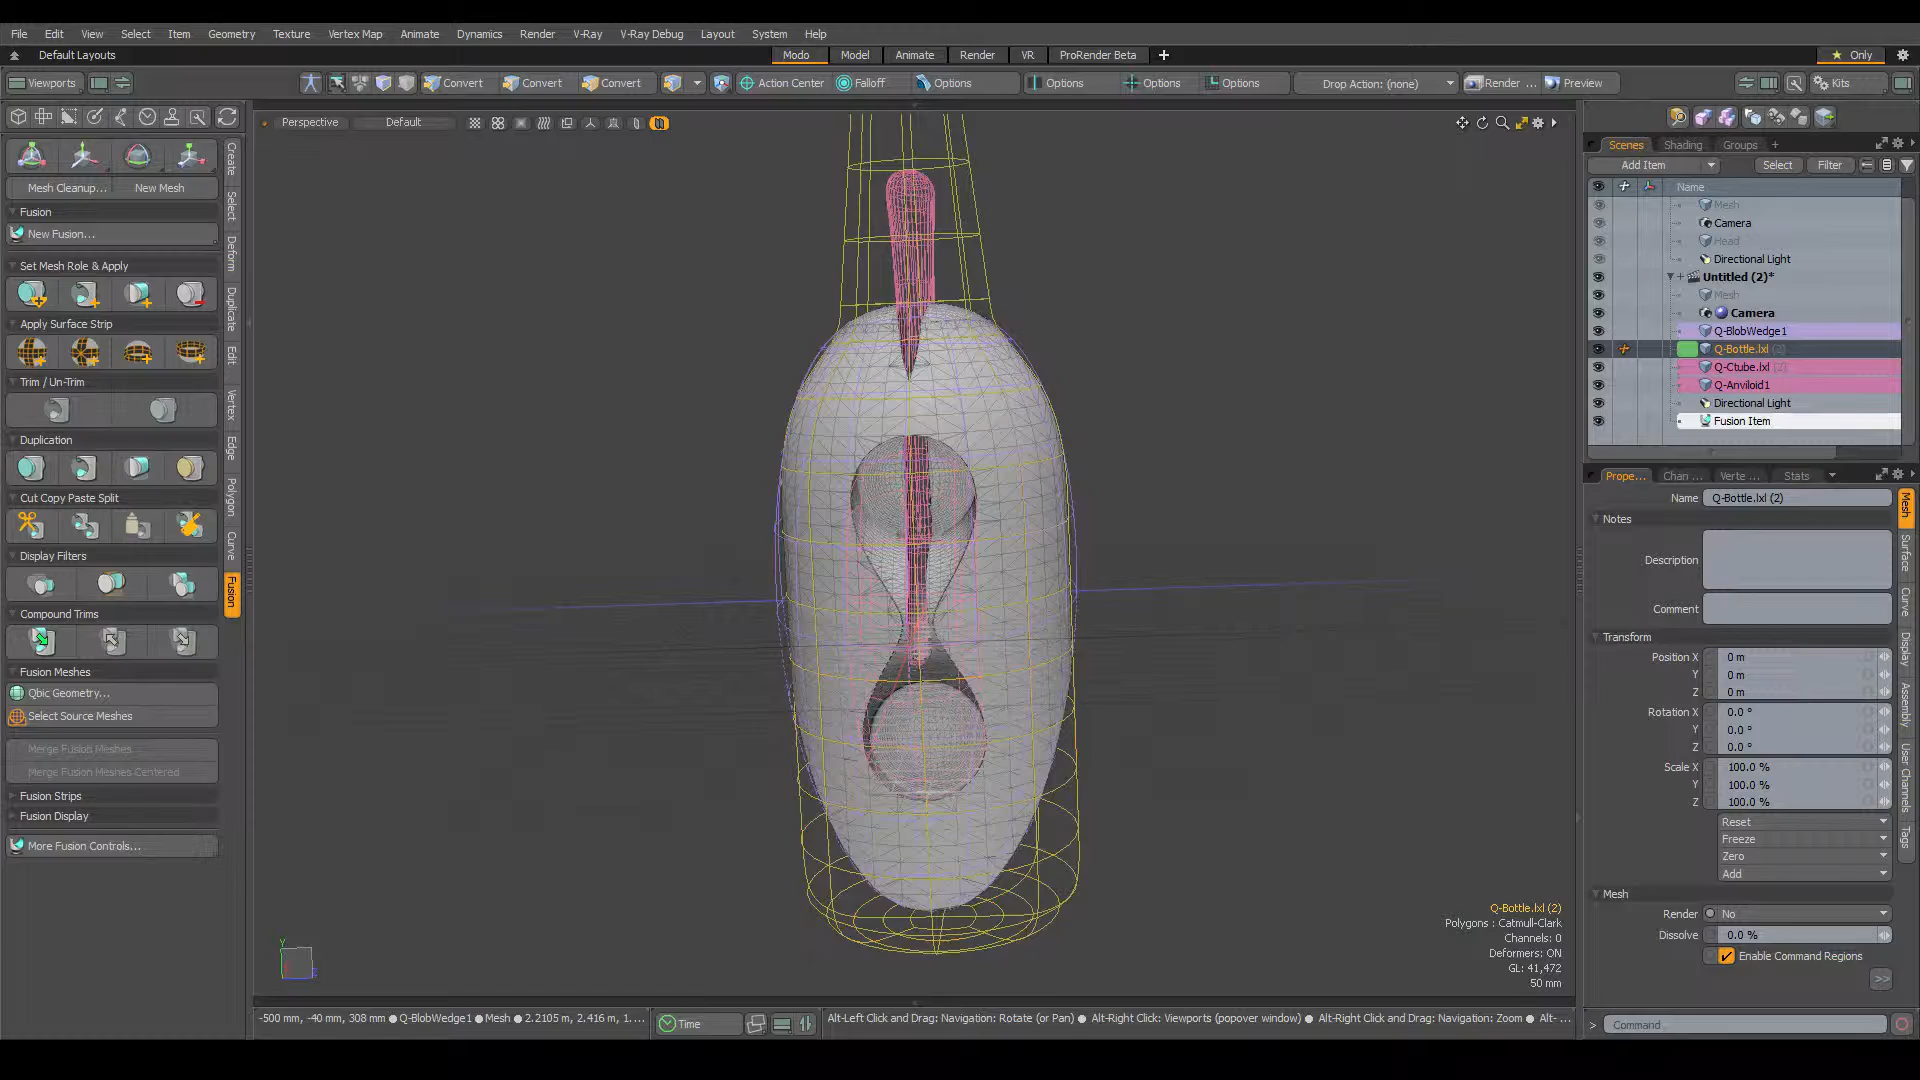 File Edit View Select Item Geometry Texture Vertex Map Animate Dynamics Render V-Ray V-Ray Debug Layout System Help
Default Layouts
Modo Model Animate Render VR ProRender Beta +
Only
Viewports Convert Convert Convert Action Center Falloff Options Options Options Options Drop Action: (none) Render ... Preview Kits
Perspective Default
Mesh Cleanup... New Mesh
Fusion
New Fusion...
Set Mesh Role & Apply
Apply Surface Strip
Trim / Un-Trim
Duplication
Cut Copy Paste Split
Display Filters
Compound Trims
Fusion Meshes
Qbic Geometry...
Select Source Meshes
Merge Fusion Meshes
Merge Fusion Meshes Centered
Fusion Strips
Fusion Display
More Fusion Controls...
Create
Select
Deform
Duplicate
Edit
Vertex
Edge
Polygon
Curve
Fusion
Scenes Shading Groups +
Add Item Select Filter
Name
Mesh
Camera
Head
Directional Light
Untitled (2)*
Mesh
Camera
Q-BlobWedge1
Q-Bottle.lxl (2)
Q-Ctube.lxl (2)
Q-Anviloid1
Directional Light
Fusion Item
Prope... Chan ... Verte ... Stats
Name Q-Bottle.lxl (2)
Notes
Description
Comment
Transform
Position X 0 m
Y 0 m
Z 0 m
Rotation X 0.0 °
Y 0.0 °
Z 0.0 °
Scale X 100.0 %
Y 100.0 %
Z 100.0 %
Reset
Freeze
Zero
Add
Mesh
Render No
Dissolve 0.0 %
Enable Command Regions
>>
Mesh
Surface
Curve
Display
Assembly
User Channels
Tags
Q-Bottle.lxl (2)
Polygons : Catmull-Clark
Channels: 0
Deformers: ON
GL: 41,472
50 mm
Y
Z
-500 mm, -40 mm, 308 mm ● Q-BlobWedge1 ● Mesh ● 2.2105 m, 2.416 m, 1....
Time
Alt-Left Click and Drag: Navigation: Rotate (or Pan) ● Alt-Right Click: Viewports (popover window) ● Alt-Right Click and Drag: Navigation: Zoom ● Alt- ...
> Command